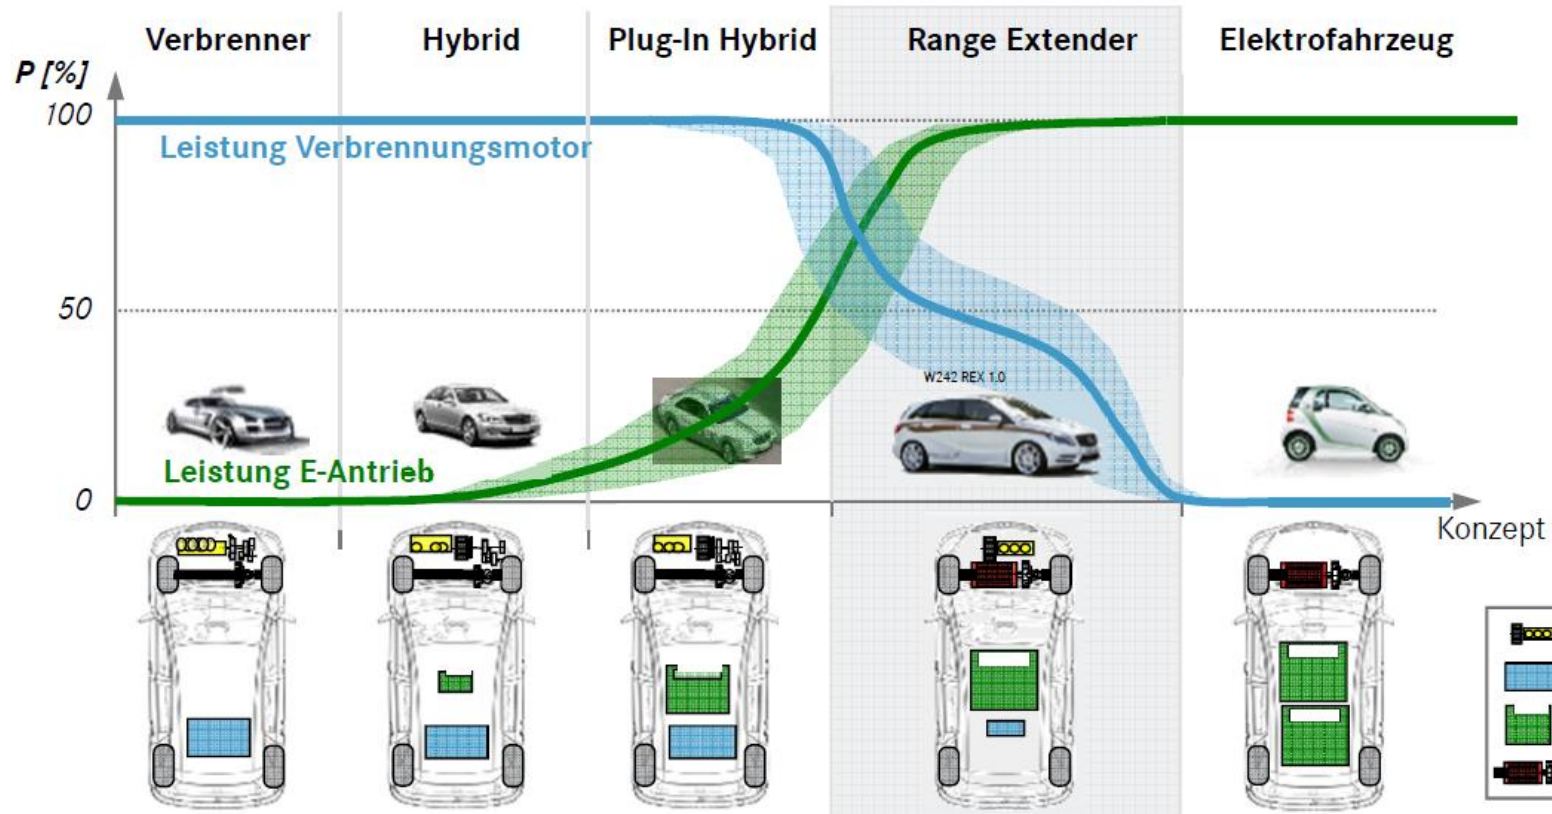 Verbrenner
Hybrid
Plug-In Hybrid
Range Extender
Elektrofahrzeug
P [%]
100
Leistung Verbrennungsmotor
50
W242 REX 1.0
Leistung E-Antrieb
0
Konzept